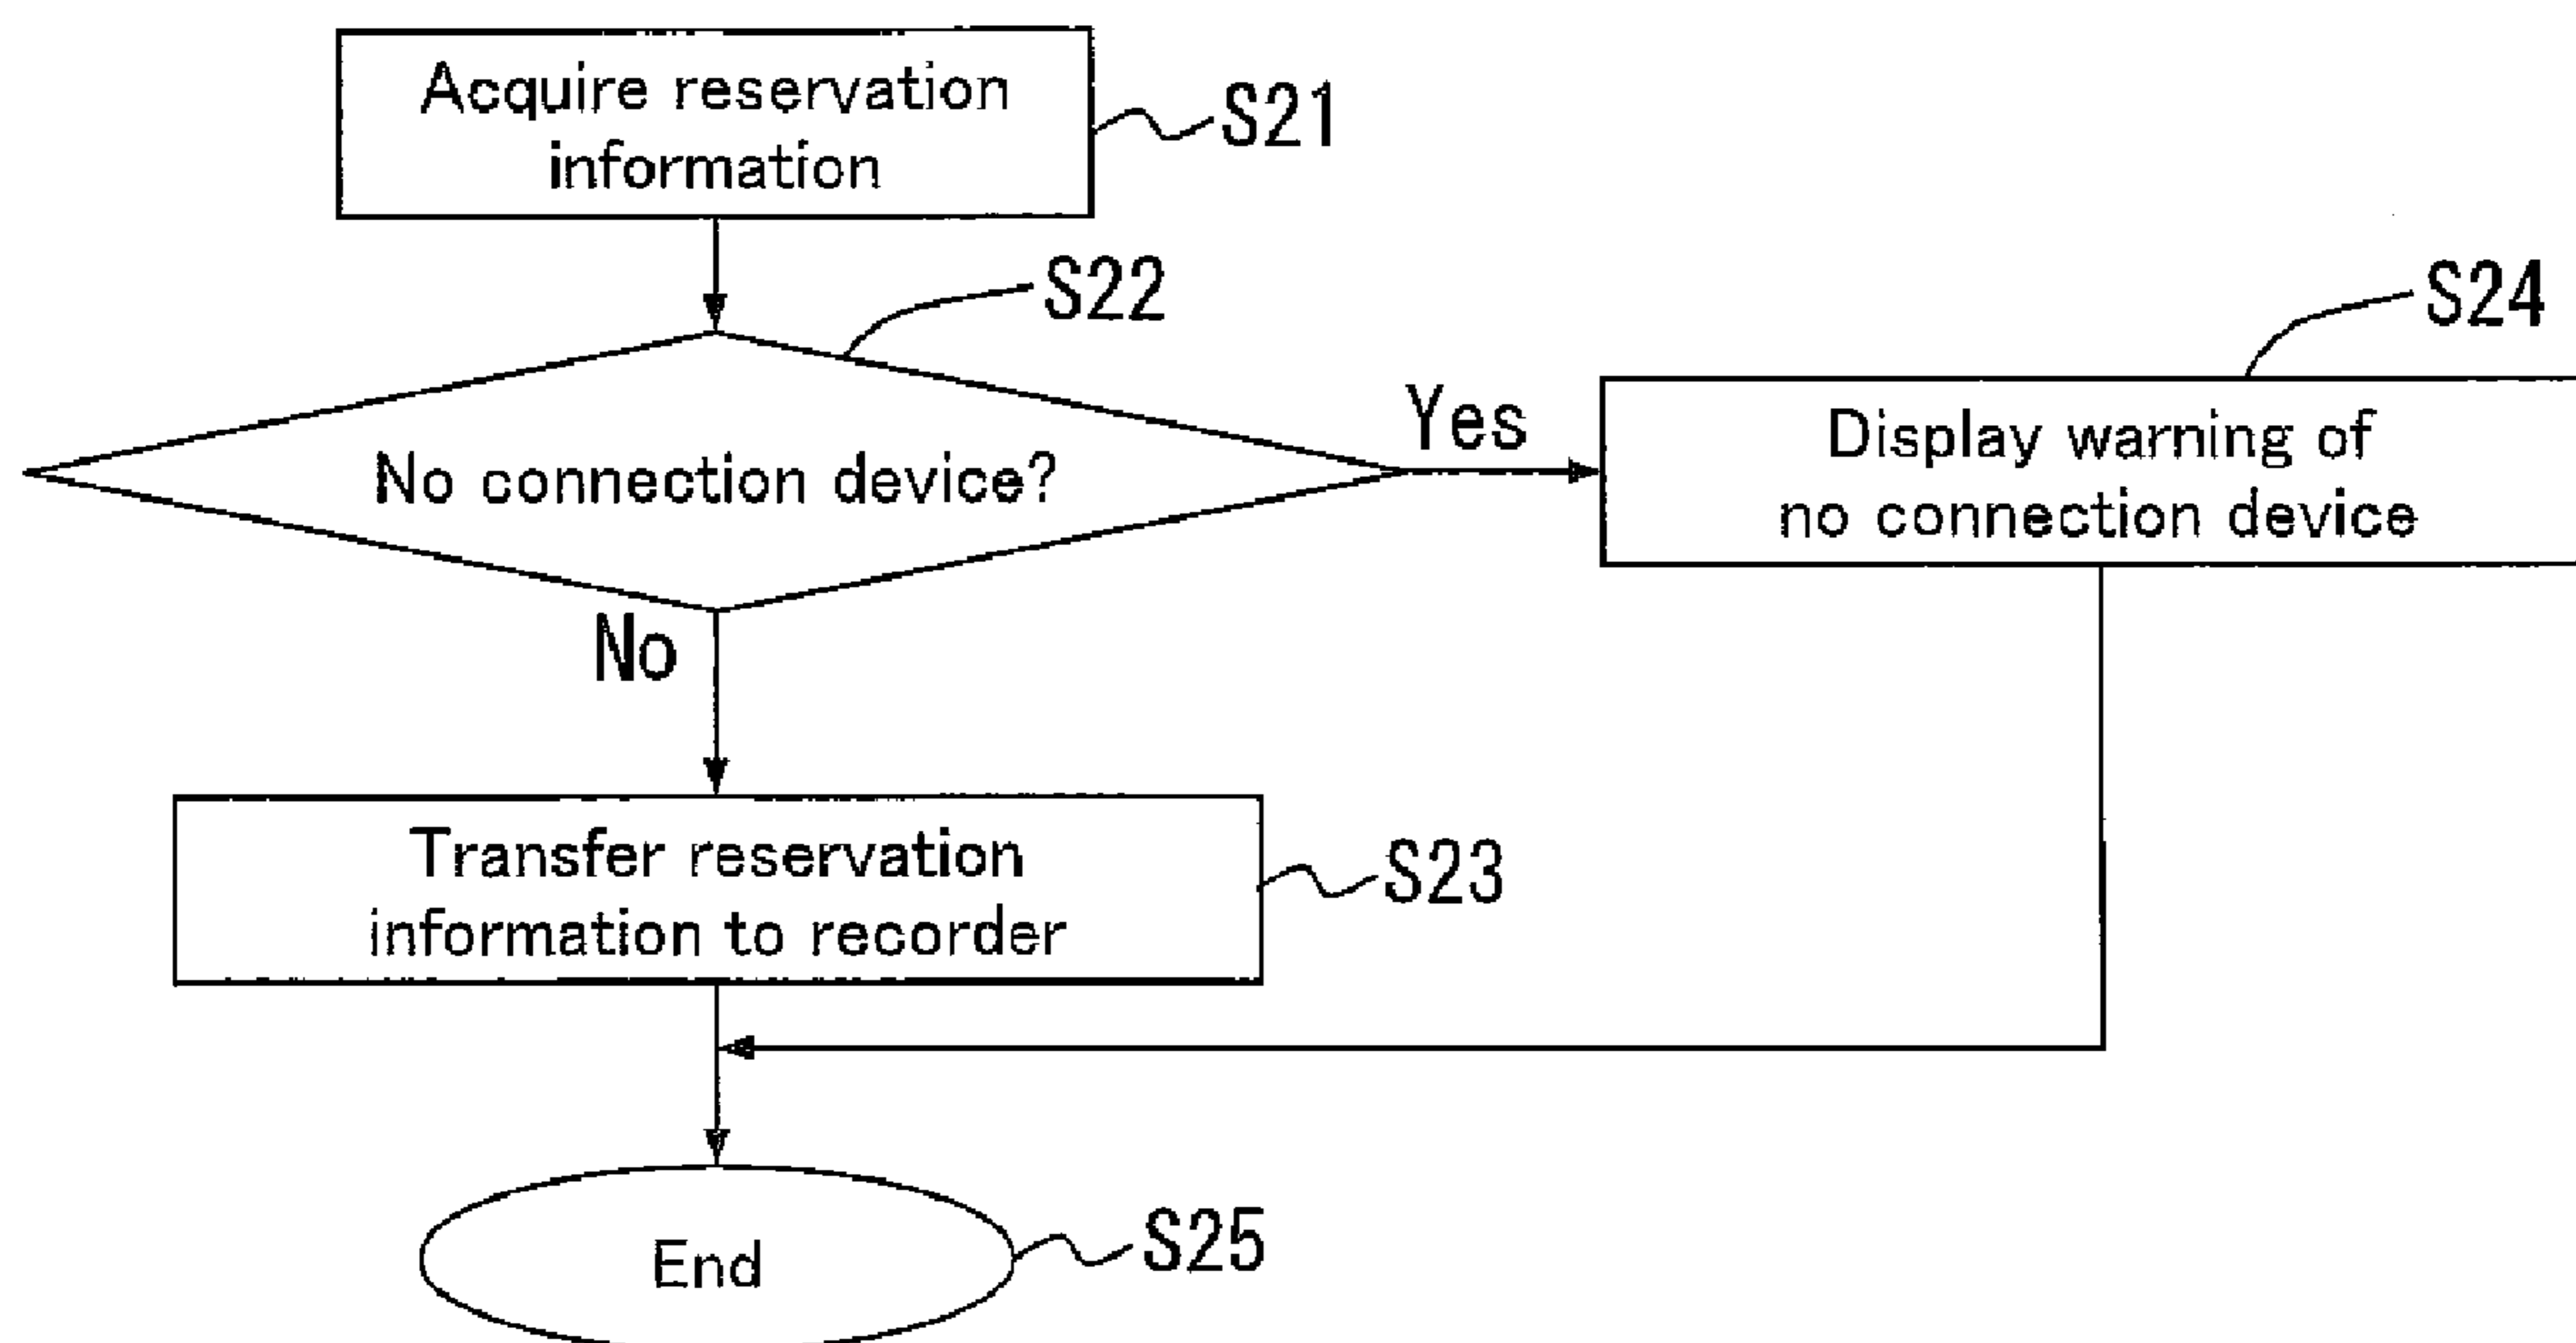 Acquire reservation
information
S21
S22
No connection device?
Yes
S24
Display warning of
no connection device
No
Transfer reservation
information to recorder
S23
End
S25